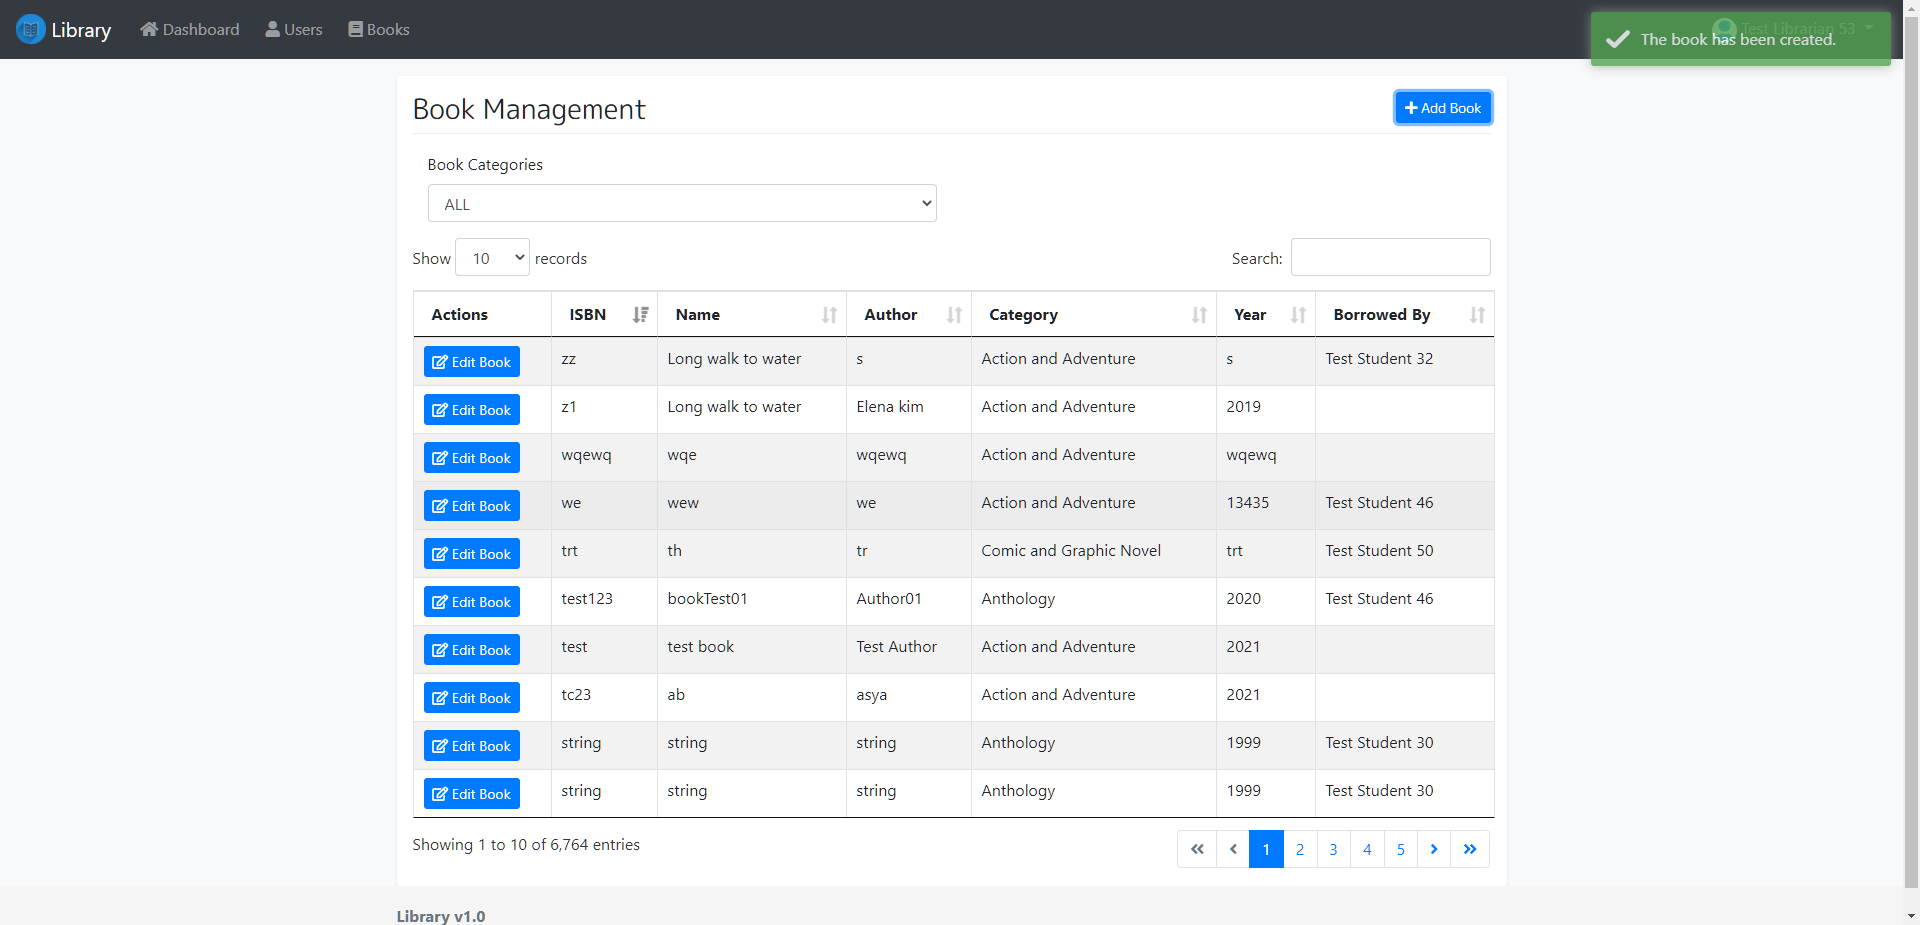 Library Dashboard Users Books Test Librarian 53
The book has been created.
Book Management + Add Book
Book Categories
ALL
Show 10 records Search:
Actions ISBN Name Author Category Year Borrowed By
Edit Book zz Long walk to water s Action and Adventure s Test Student 32
Edit Book z1 Long walk to water Elena kim Action and Adventure 2019
Edit Book wqewq wqe wqewq Action and Adventure wqewq
Edit Book we wew we Action and Adventure 13435 Test Student 46
Edit Book trt th tr Comic and Graphic Novel trt Test Student 50
Edit Book test123 bookTest01 Author01 Anthology 2020 Test Student 46
Edit Book test test book Test Author Action and Adventure 2021
Edit Book tc23 ab asya Action and Adventure 2021
Edit Book string string string Anthology 1999 Test Student 30
Edit Book string string string Anthology 1999 Test Student 30
Showing 1 to 10 of 6,764 entries « ‹ 1 2 3 4 5 › »
Library v1.0